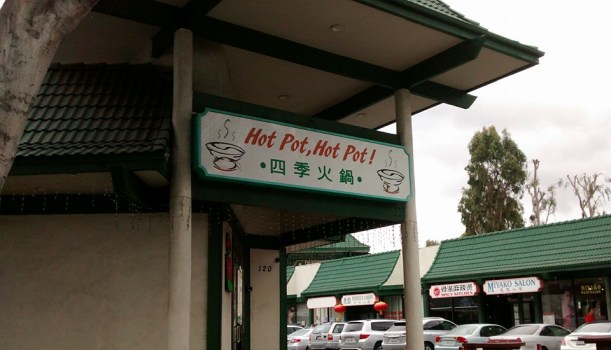 Hot Pot, Hot Pot!
•四季火鍋•
120
MIYAKO SALON